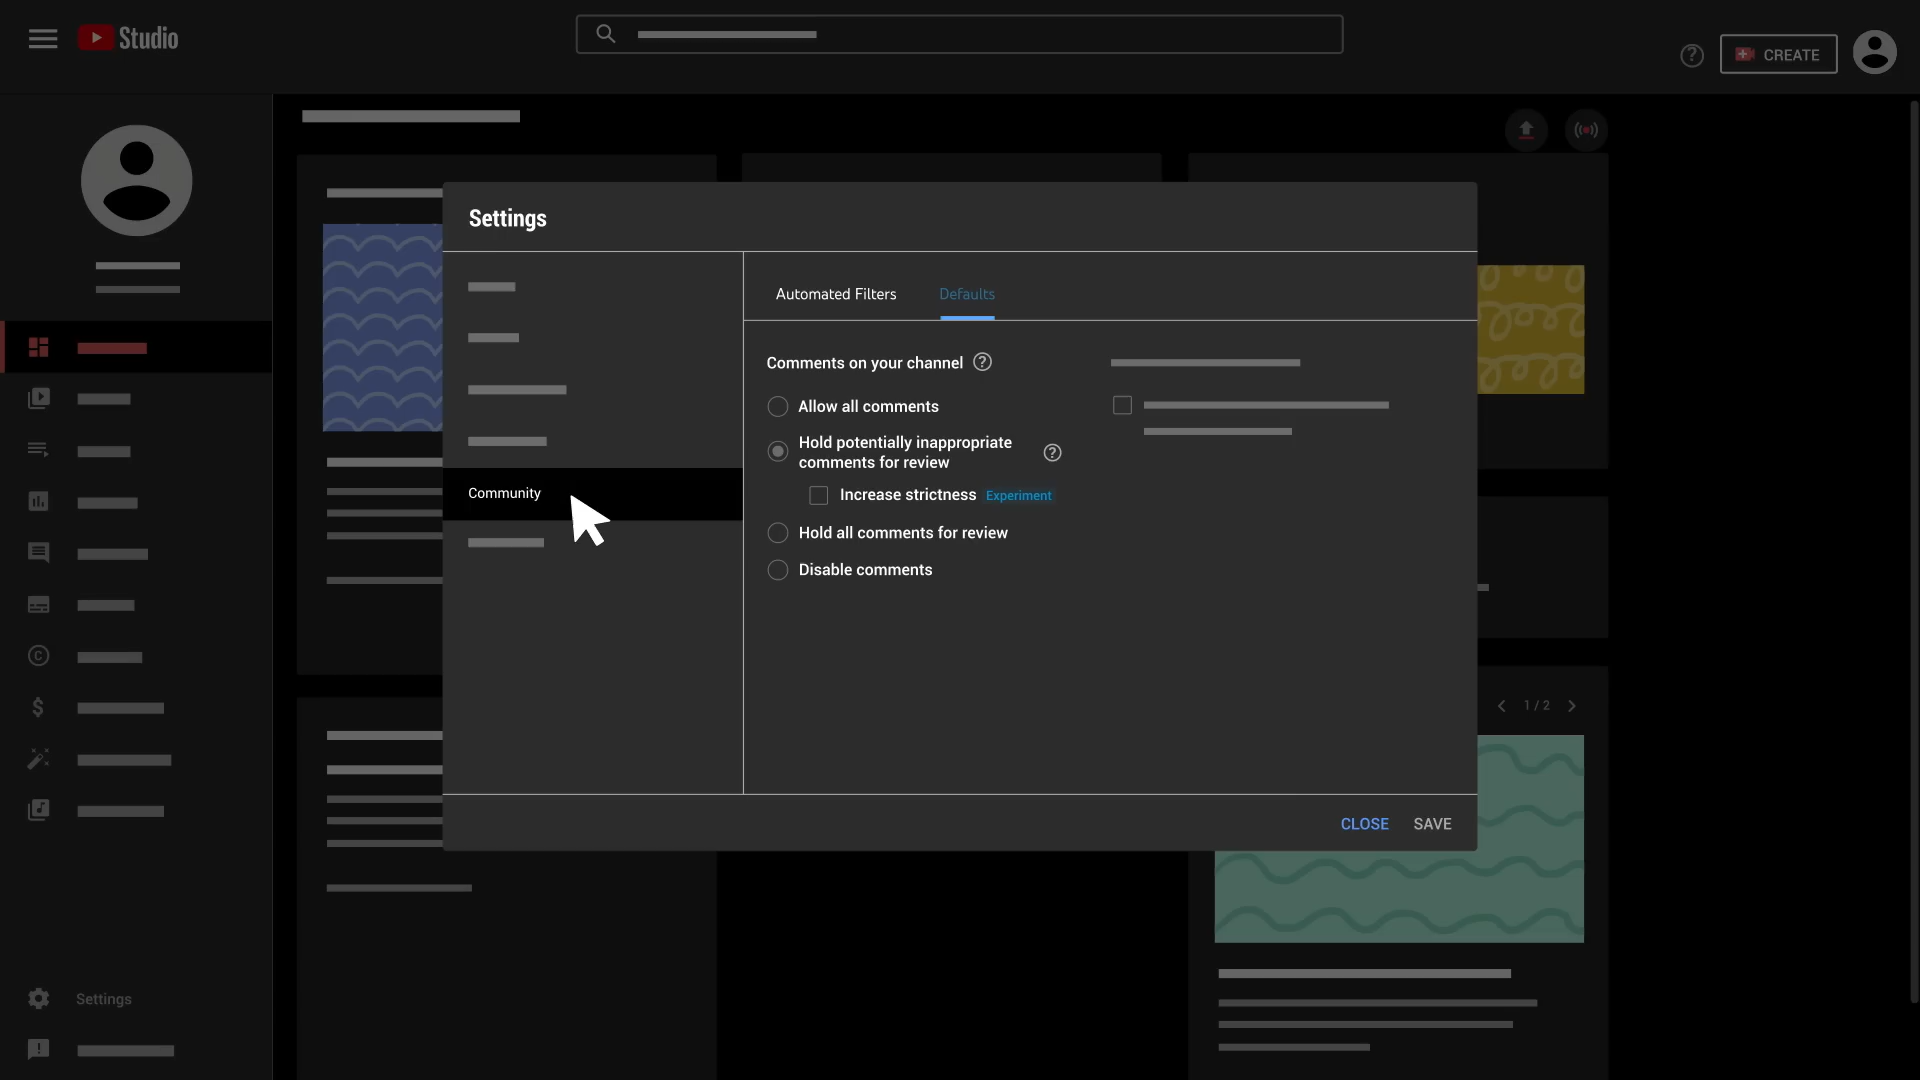 Studio
CREATE
Settings
Automated Filters
Defaults
Comments on your channel
Allow all comments
Hold potentially inappropriate
comments for review
Community
Increase strictness Experiment
Hold all comments for review
Disable comments
1 / 2
CLOSE
SAVE
Settings